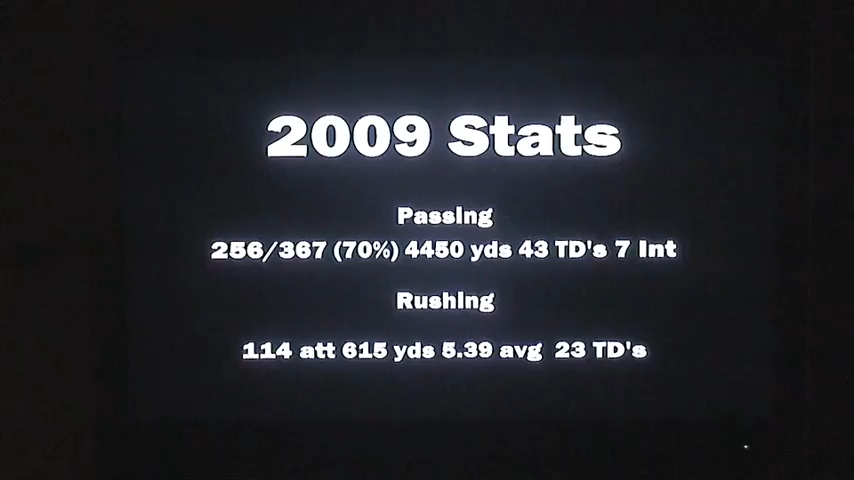 2009 Stats
Passing
256/367 (70%) 4450 yds 43 TD's 7 Int
Rushing
114 att 615 yds 5.39 avg 23 TD's